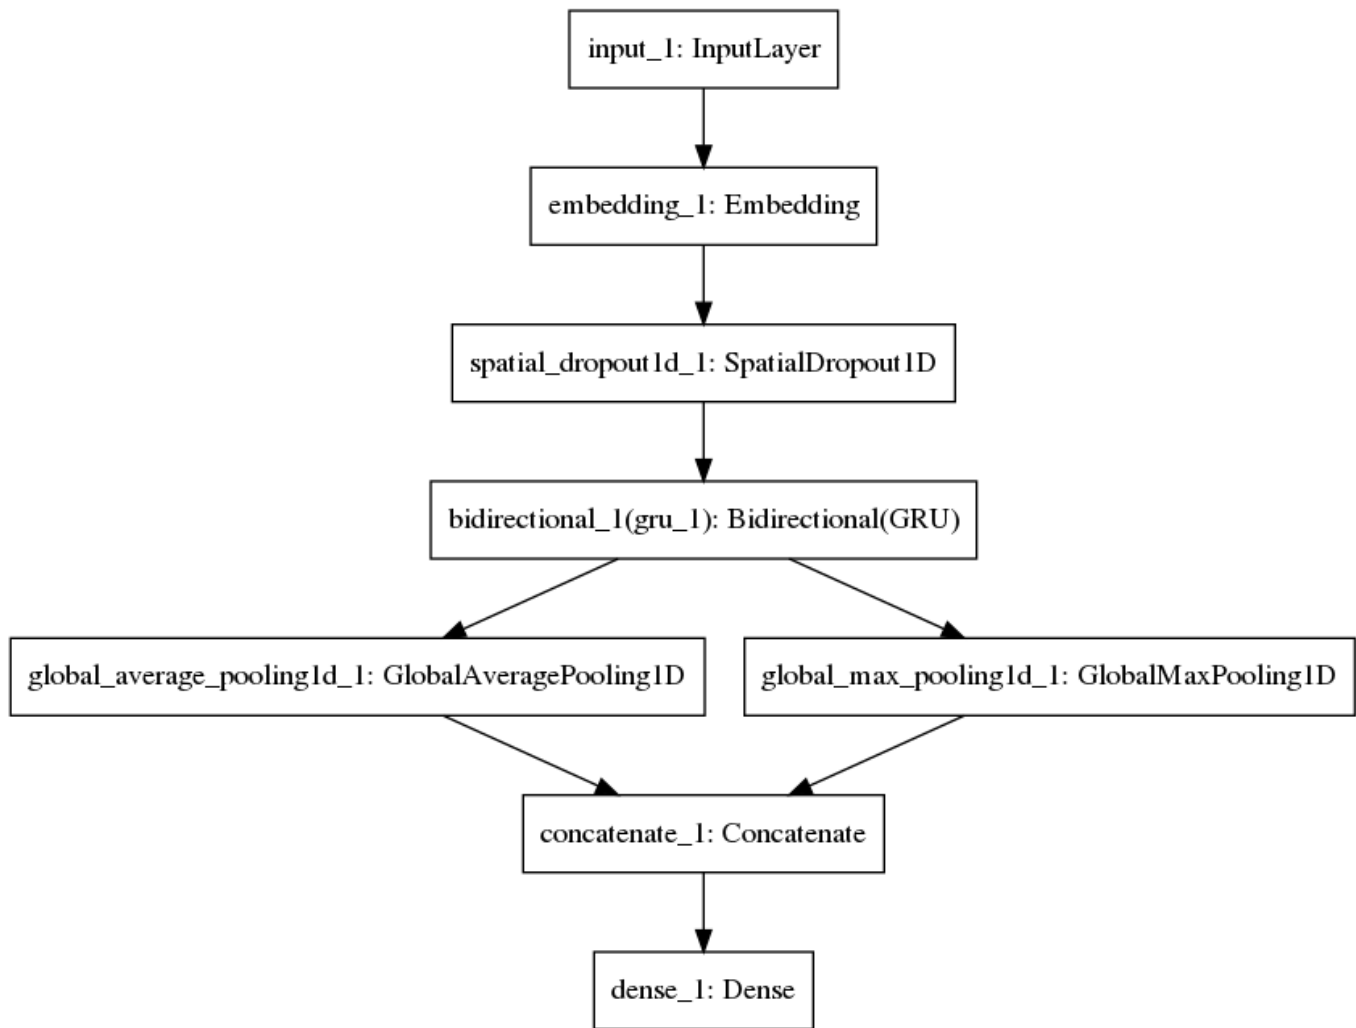 input_1: InputLayer
embedding_1: Embedding
spatial_dropout1d_1: SpatialDropout1D
bidirectional_1(gru_1): Bidirectional(GRU)
global_average_pooling1d_1: GlobalAveragePooling1D
global_max_pooling1d_1: GlobalMaxPooling1D
concatenate_1: Concatenate
dense_1: Dense